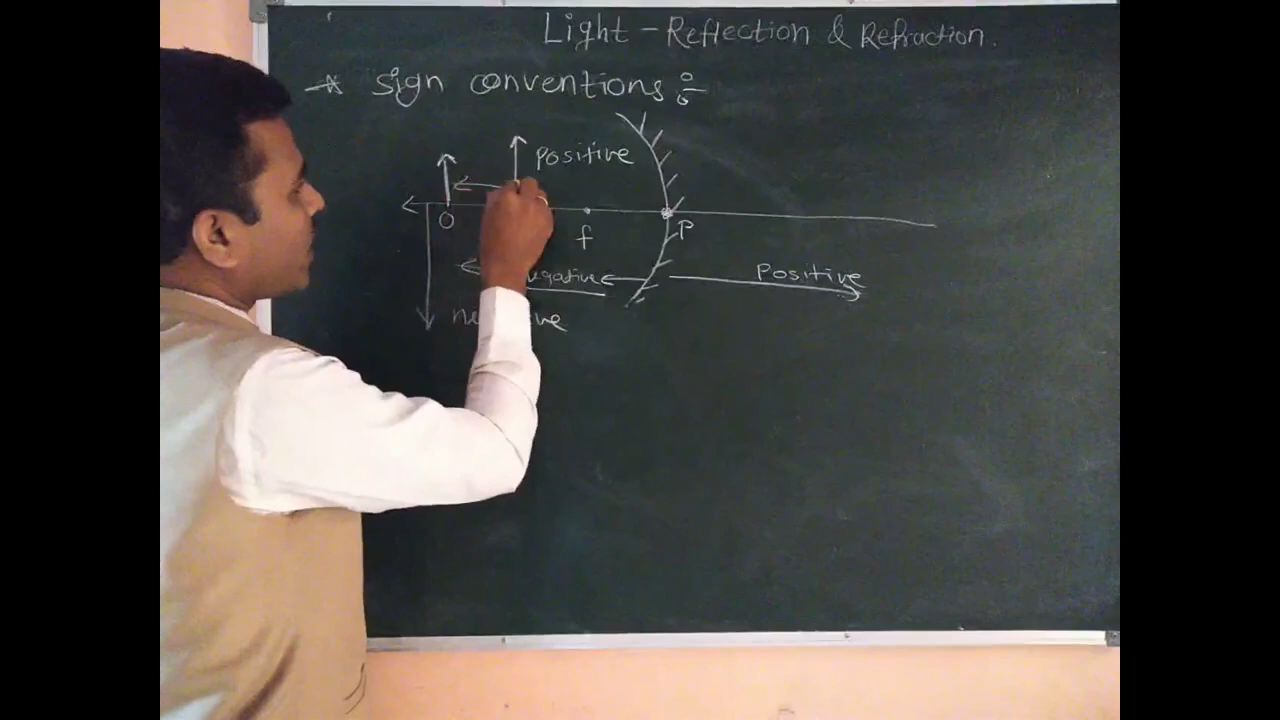 Light - Reflection & Refraction.
* Sign conventions :-
Positive
O
f
P
Positive